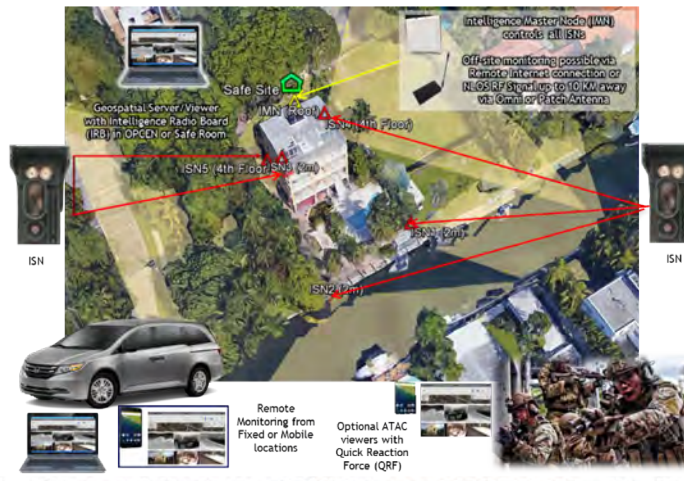 Intelligence Master Node (IMN)
controls all ISNs
Off-site monitoring possible via
Remote Internet connection or
NLOS RF Signal up to 10 KM away
via Omni or Patch Antenna
Safe Site
IMN (Roof)
ISN4 (4th Floor)
Geospatial Server/Viewer
with Intelligence Radio Board
(IRB) in OPCEN or Safe Room
ISN5 (4th Floor)
ISN3 (2m)
ISN
ISN
ISN1 (2m)
ISN2 (2m)
Remote
Monitoring from
Fixed or Mobile
locations
Optional ATAC
viewers with
Quick Reaction
Force (QRF)